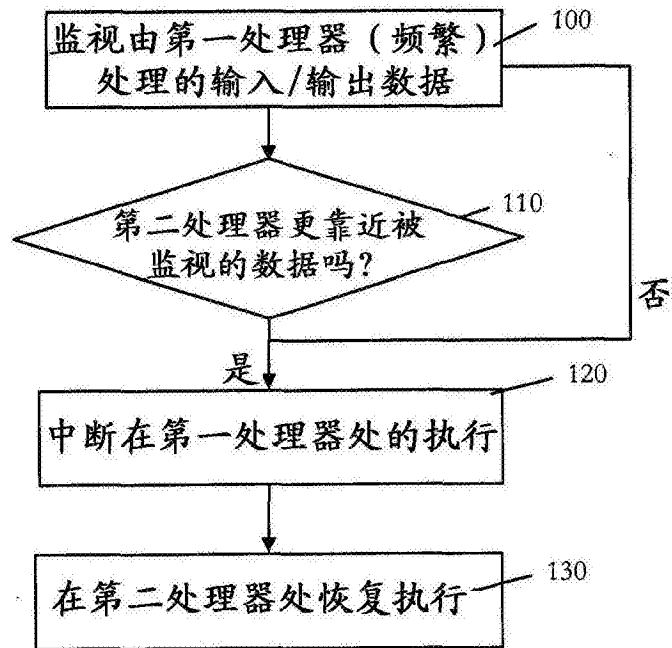 监视由第一处理器（频繁）
处理的输入/输出数据
100
第二处理器更靠近被
监视的数据吗？
110
否
是
120
中断在第一处理器处的执行
130
在第二处理器处恢复执行